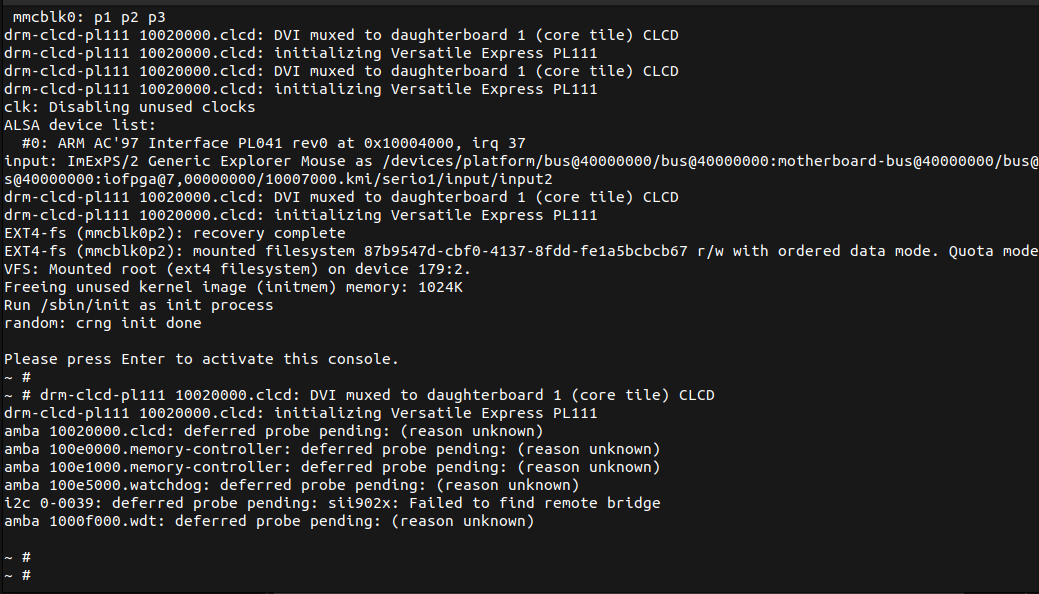 mmcblk0: p1 p2 p3
drm-clcd-pl111 10020000.clcd: DVI muxed to daughterboard 1 (core tile) CLCD
drm-clcd-pl111 10020000.clcd: initializing Versatile Express PL111
drm-clcd-pl111 10020000.clcd: DVI muxed to daughterboard 1 (core tile) CLCD
drm-clcd-pl111 10020000.clcd: initializing Versatile Express PL111
clk: Disabling unused clocks
ALSA device list:
  #0: ARM AC'97 Interface PL041 rev0 at 0x10004000, irq 37
input: ImExPS/2 Generic Explorer Mouse as /devices/platform/bus@40000000/bus@40000000:motherboard-bus@40000000/bus@
s@40000000:iofpga@7,00000000/10007000.kmi/serio1/input/input2
drm-clcd-pl111 10020000.clcd: DVI muxed to daughterboard 1 (core tile) CLCD
drm-clcd-pl111 10020000.clcd: initializing Versatile Express PL111
EXT4-fs (mmcblk0p2): recovery complete
EXT4-fs (mmcblk0p2): mounted filesystem 87b9547d-cbf0-4137-8fdd-fe1a5bcbcb67 r/w with ordered data mode. Quota mode
VFS: Mounted root (ext4 filesystem) on device 179:2.
Freeing unused kernel image (initmem) memory: 1024K
Run /sbin/init as init process
random: crng init done
Please press Enter to activate this console.
~ #
~ # drm-clcd-pl111 10020000.clcd: DVI muxed to daughterboard 1 (core tile) CLCD
drm-clcd-pl111 10020000.clcd: initializing Versatile Express PL111
amba 10020000.clcd: deferred probe pending: (reason unknown)
amba 100e0000.memory-controller: deferred probe pending: (reason unknown)
amba 100e1000.memory-controller: deferred probe pending: (reason unknown)
amba 100e5000.watchdog: deferred probe pending: (reason unknown)
i2c 0-0039: deferred probe pending: sii902x: Failed to find remote bridge
amba 1000f000.wdt: deferred probe pending: (reason unknown)
~ #
~ #